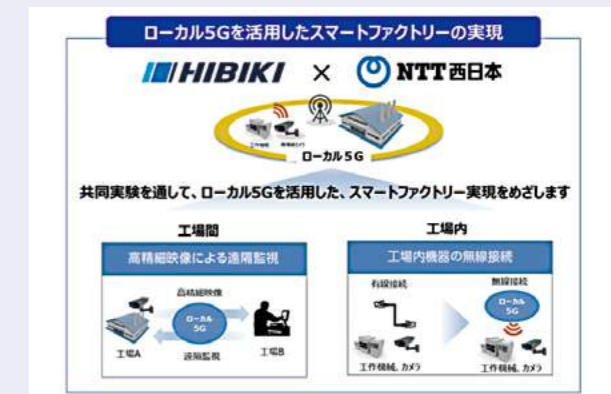 ローカル5Gを活用したスマートファクトリーの実現
HIBIKI × NTT西日本
工作機械
ローカル5G
共同実験を通して、ローカル5Gを活用した、スマートファクトリー実現をめざします
工場間
高精細映像による遠隔監視
高精細映像
ローカル
5G
工場A
遠隔監視
工場B
工場内
工場内機器の無線接続
有線接続
工作機械、カメラ
無線接続
ローカル
5G
工作機械、カメラ